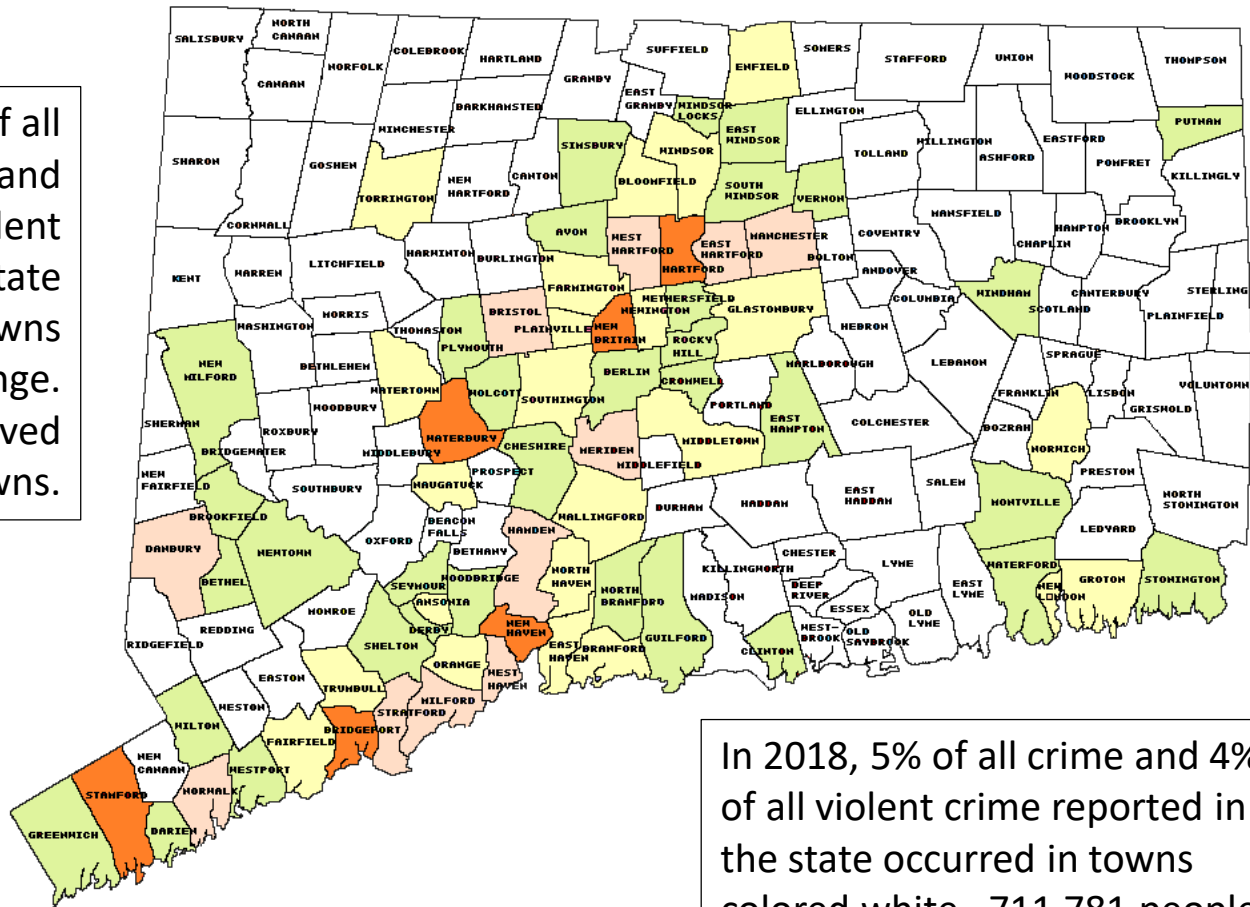 f all
and
lent
tate
wns
nge.
ved
wns.
SALISBURY
NORTH
CANAAN
CANAAN
NORFOLK
COLEBROOK
HARTLAND
GRANBY
SUFFIELD
EAST
GRANBY
WINDSOR
LOCKS
ENFIELD
SOMERS
STAFFORD
UNION
WOODSTOCK
THOMPSON
SHARON
CORNWALL
GOSHEN
WINCHESTER
BARKHAMSTED
TORRINGTON
NEW
HARTFORD
CANTON
SIMSBURY
BLOOMFIELD
WINDSOR
EAST
WINDSOR
SOUTH
WINDSOR
ELLINGTON
VERNON
TOLLAND
WILLINGTON
ASHFORD
EASTFORD
POMFRET
PUTNAM
KILLINGLY
KENT
WARREN
LITCHFIELD
HARWINTON
BURLINGTON
AVON
WEST
HARTFORD
HARTFORD
EAST
HARTFORD
MANCHESTER
BOLTON
COVENTRY
ANDOVER
MANSFIELD
CHAPLIN
HAMPTON
BROOKLYN
WASHINGTON
MORRIS
THOMASTON
PLYMOUTH
BRISTOL
FARMINGTON
PLAINVILLE
NEW
BRITAIN
NEWINGTON
WETHERSFIELD
ROCKY
HILL
GLASTONBURY
HEBRON
COLUMBIA
WINDHAM
SCOTLAND
CANTERBURY
PLAINFIELD
STERLING
NEW
MILFORD
BETHLEHEM
WATERTOWN
WOLCOTT
SOUTHINGTON
BERLIN
CROMWELL
PORTLAND
EAST
HAMPTON
MARLBOROUGH
LEBANON
FRANKLIN
SPRAGUE
LISBON
GRISWOLD
VOLUNTOWN
SHERMAN
BRIDGEWATER
ROXBURY
WOODBURY
MIDDLEBURY
WATERBURY
CHESHIRE
MERIDEN
MIDDLEFIELD
MIDDLETOWN
COLCHESTER
BOZRAH
NORWICH
PRESTON
NEW
FAIRFIELD
SOUTHBURY
NAUGATUCK
PROSPECT
WALLINGFORD
DURHAM
HADDAM
EAST
HADDAM
SALEM
MONTVILLE
LEDYARD
NORTH
STONINGTON
BROOKFIELD
DANBURY
BETHEL
NEWTOWN
OXFORD
BEACON
FALLS
BETHANY
HAMDEN
NORTH
HAVEN
NORTH
BRANFORD
KILLINGWORTH
MADISON
CHESTER
DEEP
RIVER
ESSEX
LYME
EAST
LYME
OLD
LYME
WATERFORD
NEW
LONDON
GROTON
STONINGTON
RIDGEFIELD
REDDING
MONROE
SEYMOUR
WOODBRIDGE
ANSONIA
DERBY
SHELTON
ORANGE
NEW
HAVEN
EAST
HAVEN
BRANFORD
GUILFORD
CLINTON
WEST-
BROOK
OLD
SAYBROOK
WILTON
WESTON
EASTON
TRUMBULL
STRATFORD
MILFORD
WEST
HAVEN
NEW
CANAAN
NORWALK
WESTPORT
FAIRFIELD
BRIDGEPORT
STAMFORD
DARIEN
GREENWICH
In 2018, 5% of all crime and 4%
of all violent crime reported in
the state occurred in towns
colored white. 711,781 people